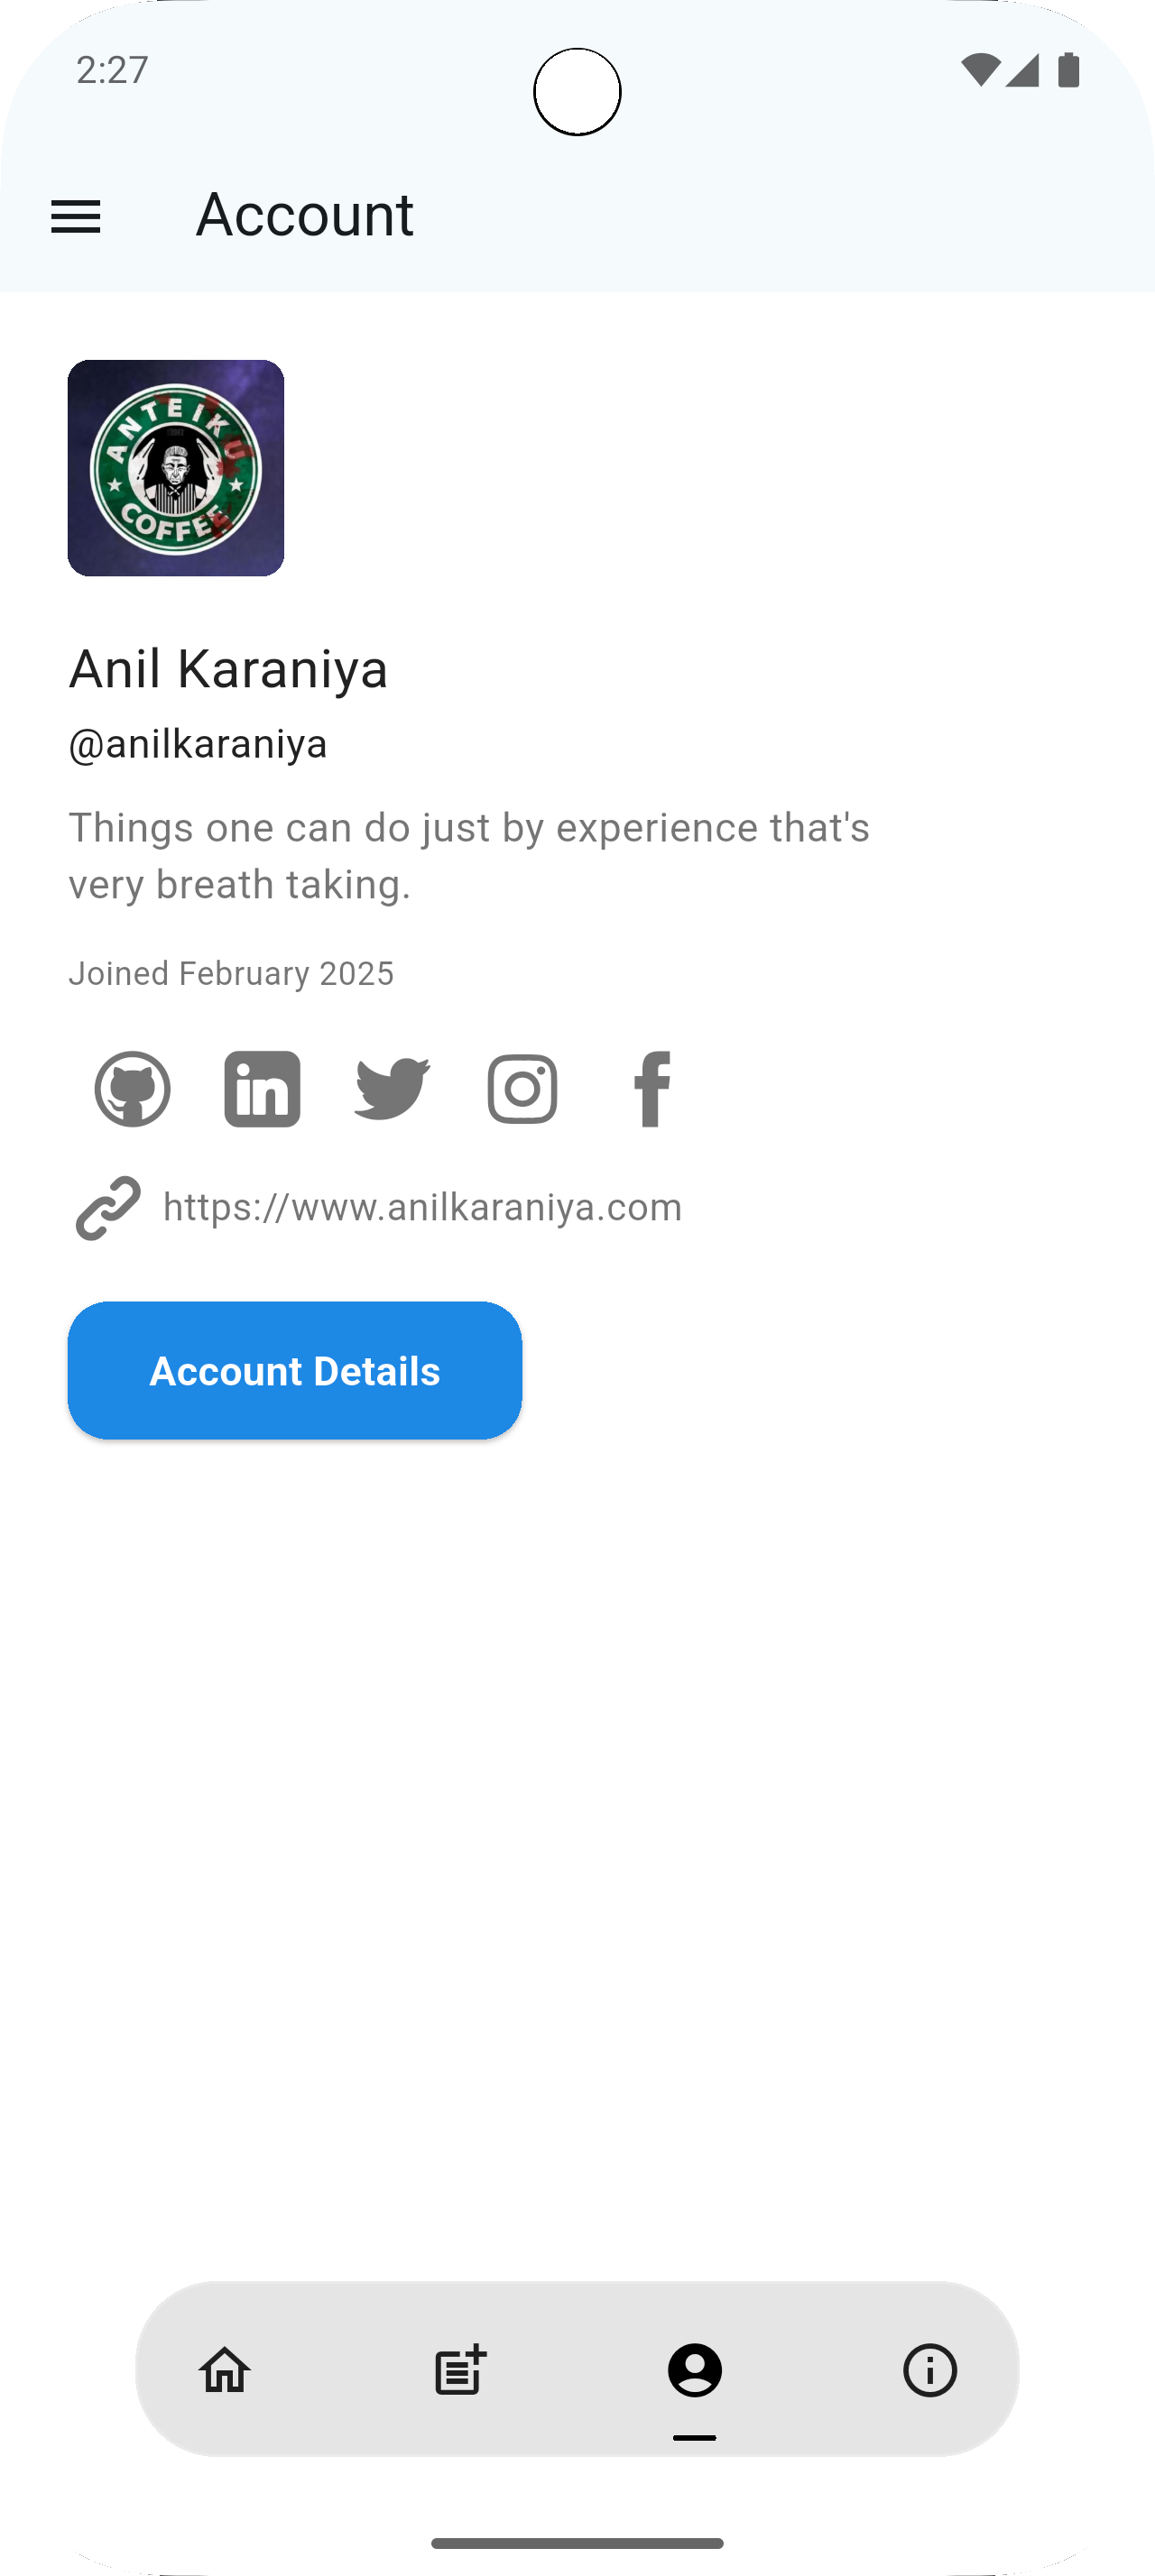 2:27
Account
ANTEIKU
COFFEE
Anil Karaniya
@anilkaraniya
Things one can do just by experience that's
very breath taking.
Joined February 2025
https://www.anilkaraniya.com
Account Details